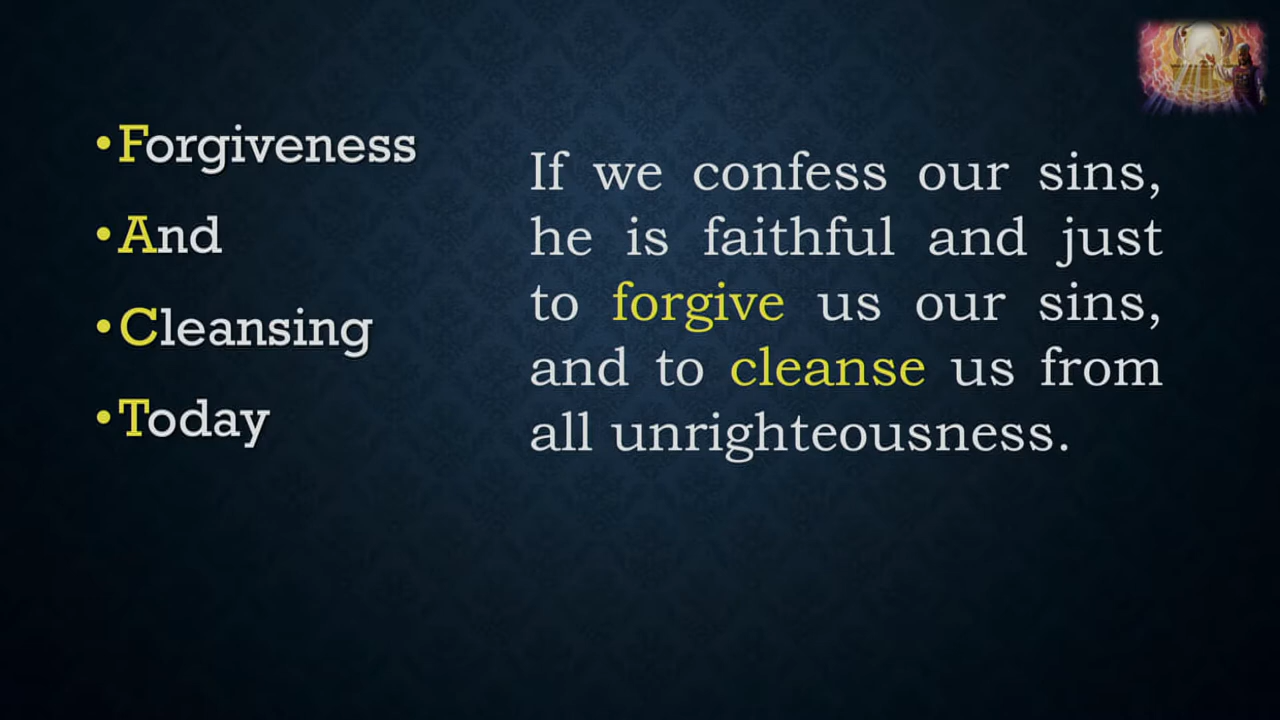 •Forgiveness
•And
•Cleansing
•Today
If we confess our sins,
he is faithful and just
to forgive us our sins,
and to cleanse us from
all unrighteousness.